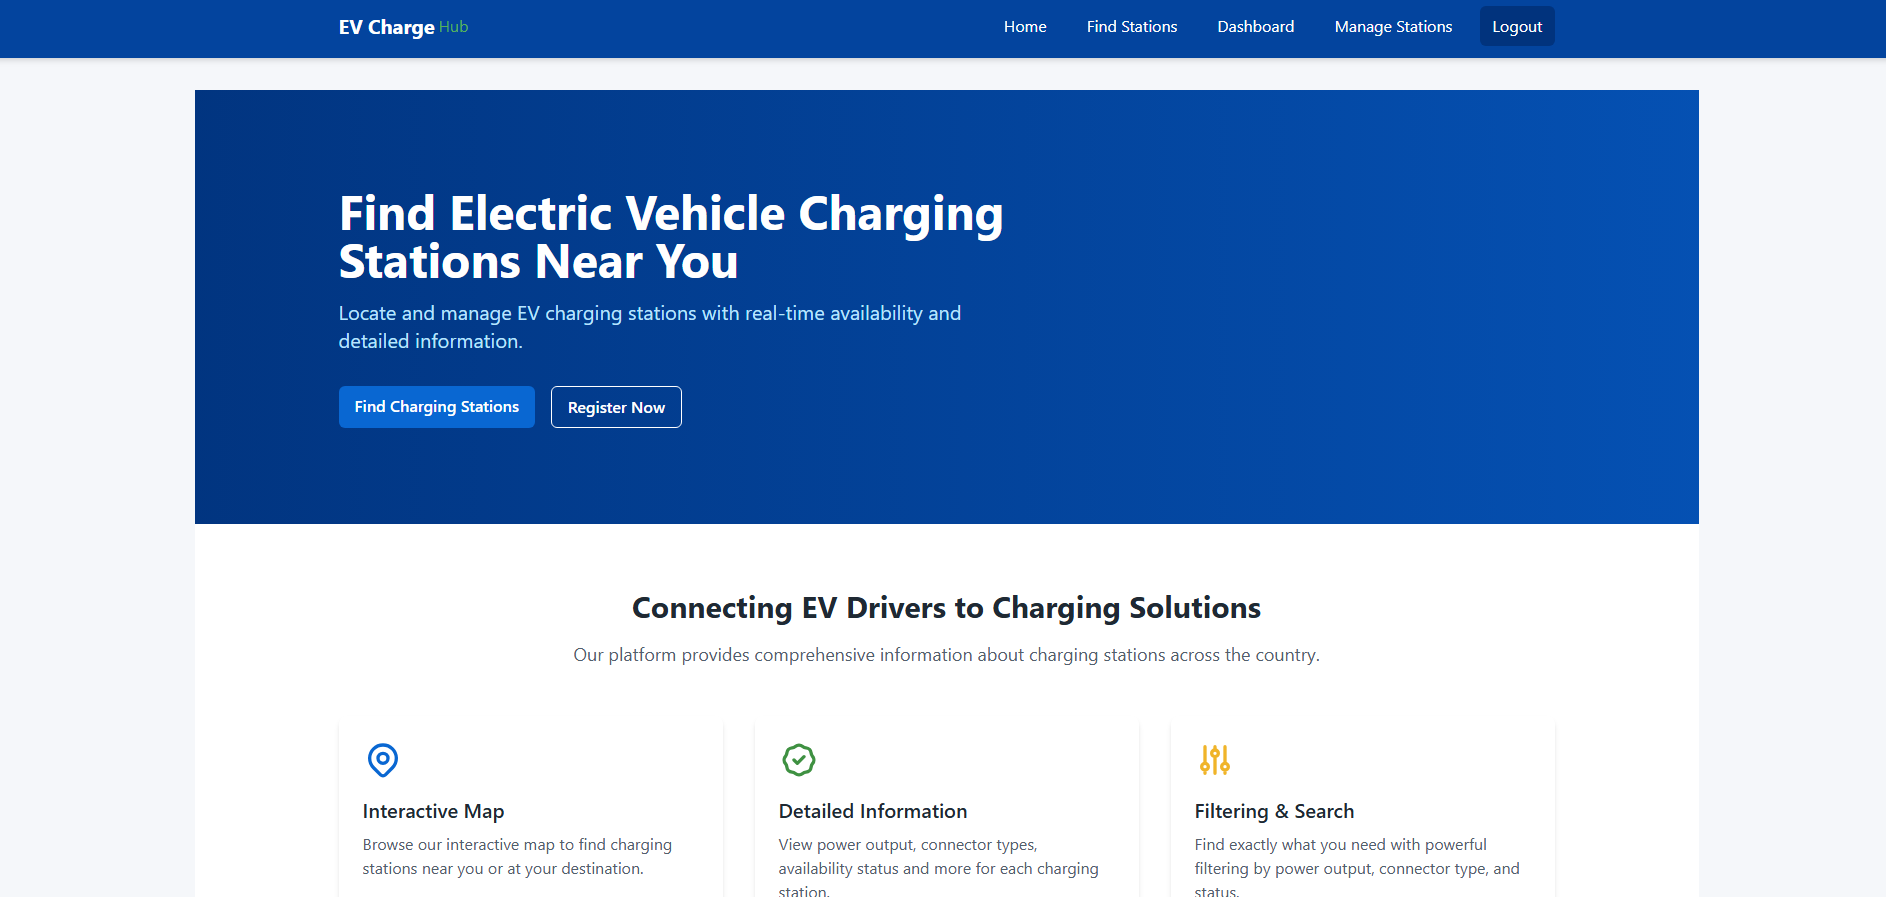 EV Charge Hub
Home
Find Stations
Dashboard
Manage Stations
Logout
Find Electric Vehicle Charging
Stations Near You
Locate and manage EV charging stations with real-time availability and
detailed information.
Find Charging Stations
Register Now
Connecting EV Drivers to Charging Solutions
Our platform provides comprehensive information about charging stations across the country.
Interactive Map
Browse our interactive map to find charging
stations near you or at your destination.
Detailed Information
View power output, connector types,
availability status and more for each charging
station.
Filtering & Search
Find exactly what you need with powerful
filtering by power output, connector type, and
status.